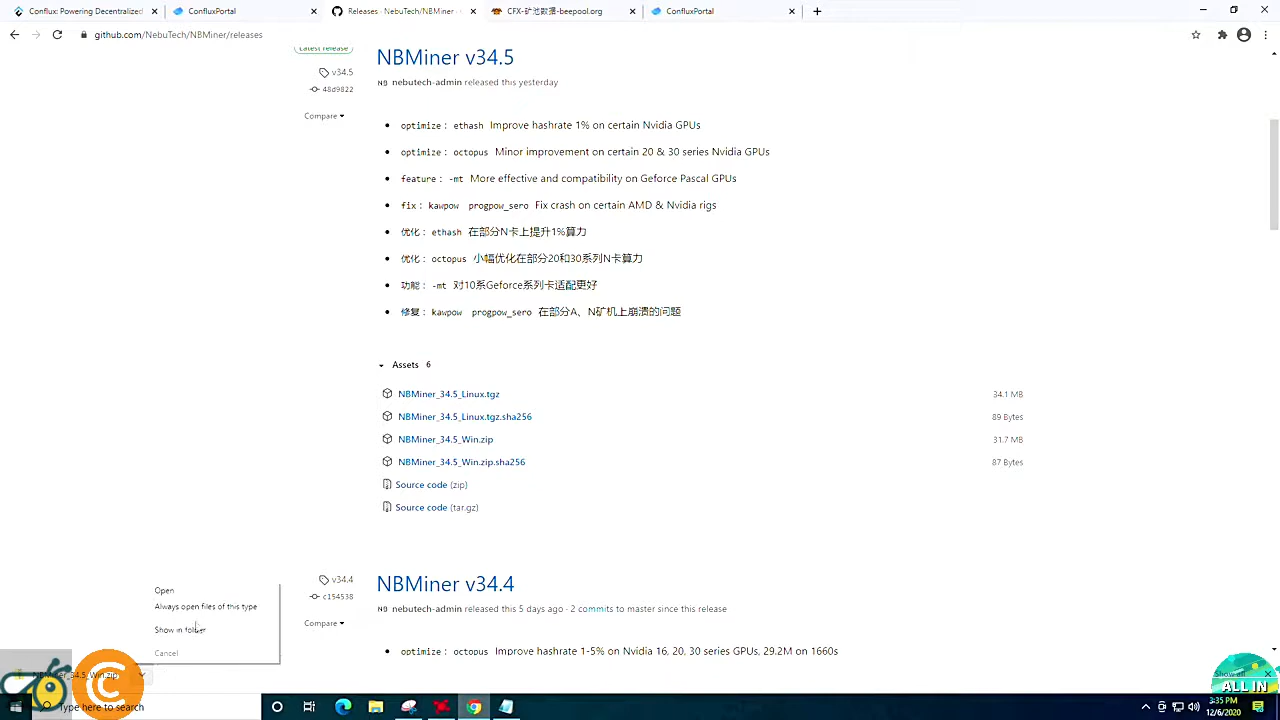 Conflux: Powering Decentralize
ConfluxPortal
Releases · NebuTech/NBMiner
CFX-矿池数据-beepool.org
ConfluxPortal
github.com/NebuTech/NBMiner/releases
Latest release
v34.5
48d9822
Compare
NBMiner v34.5
NB nebutech-admin released this yesterday
optimize: ethash Improve hashrate 1% on certain Nvidia GPUs
optimize: octopus Minor improvement on certain 20 & 30 series Nvidia GPUs
feature: -mt More effective and compatibility on Geforce Pascal GPUs
fix: kawpow progpow_sero Fix crash on certain AMD & Nvidia rigs
优化: ethash 在部分N卡上提升1%算力
优化: octopus 小幅优化在部分20和30系列N卡算力
功能: -mt 对10系Geforce系列卡适配更好
修复: kawpow progpow_sero 在部分A、N矿机上崩溃的问题
Assets 6
NBMiner_34.5_Linux.tgz 34.1 MB
NBMiner_34.5_Linux.tgz.sha256 89 Bytes
NBMiner_34.5_Win.zip 31.7 MB
NBMiner_34.5_Win.zip.sha256 87 Bytes
Source code (zip)
Source code (tar.gz)
v34.4
c154538
Compare
NBMiner v34.4
NB nebutech-admin released this 5 days ago · 2 commits to master since this release
optimize: octopus Improve hashrate 1-5% on Nvidia 16, 20, 30 series GPUs, 29.2M on 1660s
Open
Always open files of this type
Show in folder
Cancel
NBMiner_34.5_Win.zip
Show all
ALL IN
Type here to search
3:35 PM
12/6/2020